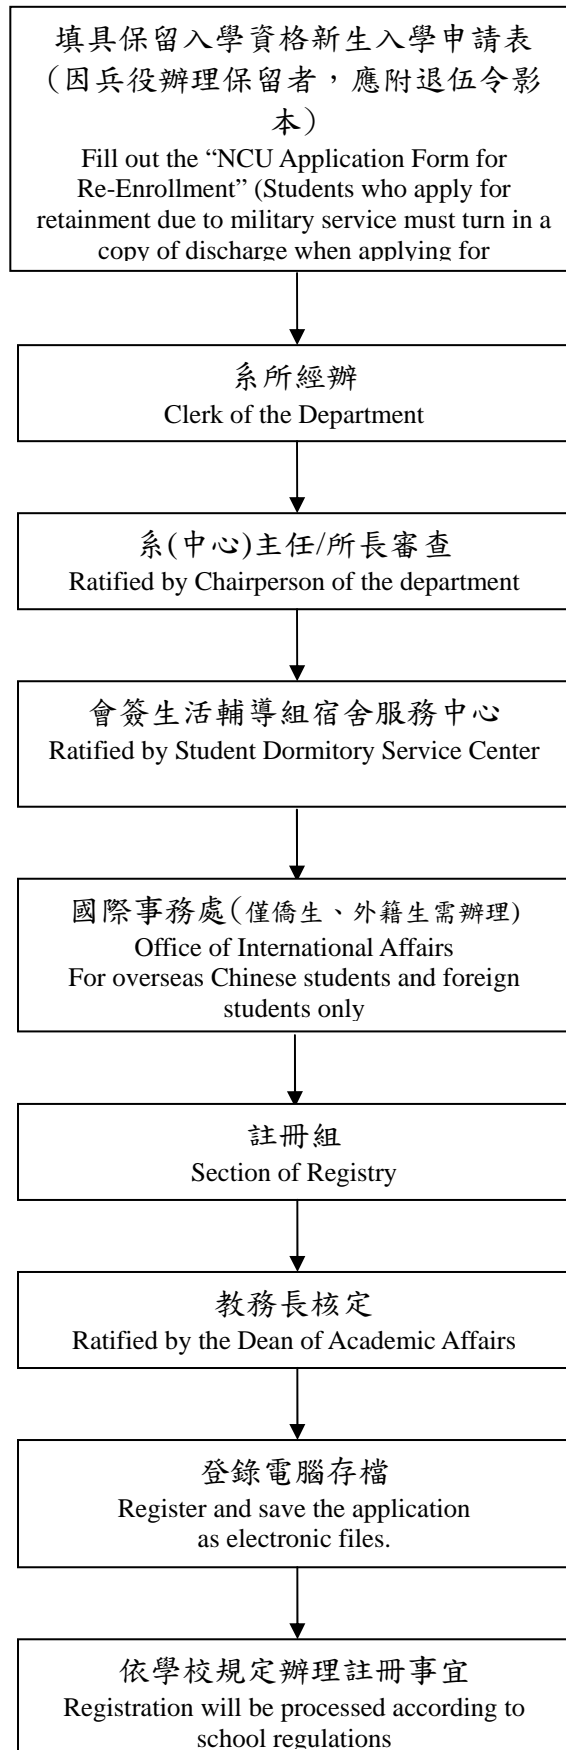 填具保留入學資格新生入學申請表
（因兵役辦理保留者，應附退伍令影
本）
Fill out the “NCU Application Form for
Re-Enrollment” (Students who apply for
retainment due to military service must turn in a
copy of discharge when applying for
系所經辦
Clerk of the Department
系(中心)主任/所長審查
Ratified by Chairperson of the department
會簽生活輔導組宿舍服務中心
Ratified by Student Dormitory Service Center
國際事務處(僅僑生、外籍生需辦理)
Office of International Affairs
For overseas Chinese students and foreign
students only
註冊組
Section of Registry
教務長核定
Ratified by the Dean of Academic Affairs
登錄電腦存檔
Register and save the application
as electronic files.
依學校規定辦理註冊事宜
Registration will be processed according to
school regulations